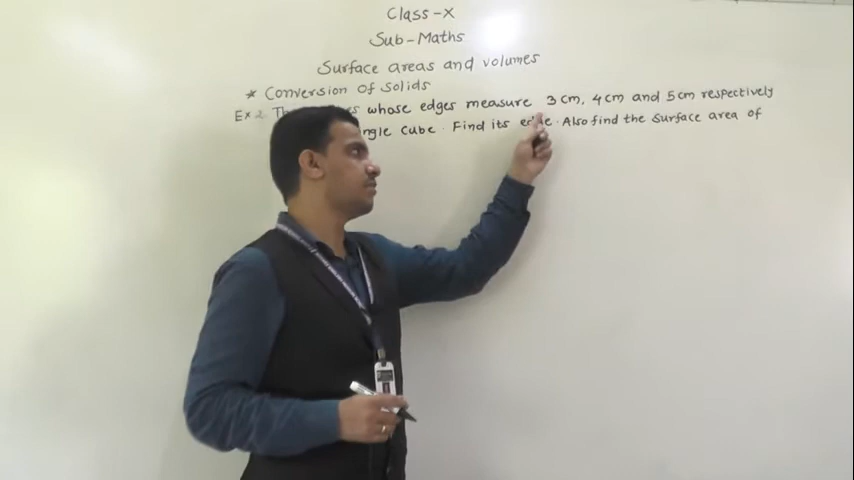 Class-X
Sub-Maths
Surface areas and volumes
* Conversion of solids
Ex 2. whose edges measure 3 cm, 4 cm and 5 cm respectively
cube. Find its edge. Also find the surface area of